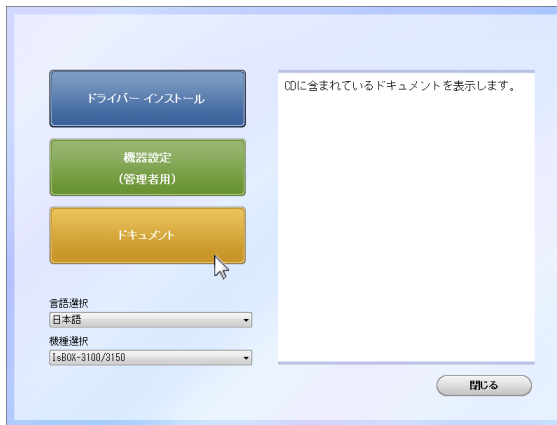 ドライバー インストール
CDに含まれているドキュメントを表示します。
機器設定
(管理者用)
ドキュメント
言語選択
日本語
機種選択
IsBOX-3100/3150
閉じる